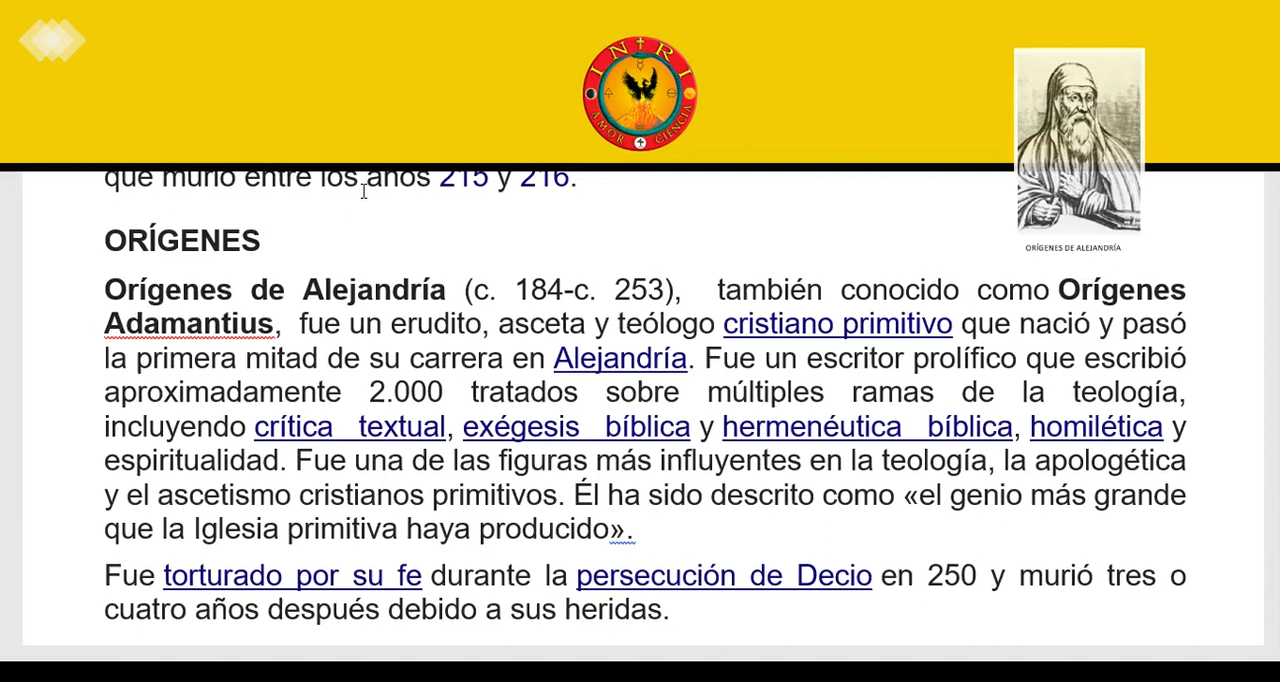 INRI
AMOR CIENCIA
que murió entre los años 215 y 216.
ORÍGENES DE ALEJANDRÍA
ORÍGENES
Orígenes de Alejandría (c. 184-c. 253), también conocido como Orígenes
Adamantius, fue un erudito, asceta y teólogo cristiano primitivo que nació y pasó
la primera mitad de su carrera en Alejandría. Fue un escritor prolífico que escribió
aproximadamente 2.000 tratados sobre múltiples ramas de la teología,
incluyendo crítica textual, exégesis bíblica y hermenéutica bíblica, homilética y
espiritualidad. Fue una de las figuras más influyentes en la teología, la apologética
y el ascetismo cristianos primitivos. Él ha sido descrito como «el genio más grande
que la Iglesia primitiva haya producido».
Fue torturado por su fe durante la persecución de Decio en 250 y murió tres o
cuatro años después debido a sus heridas.